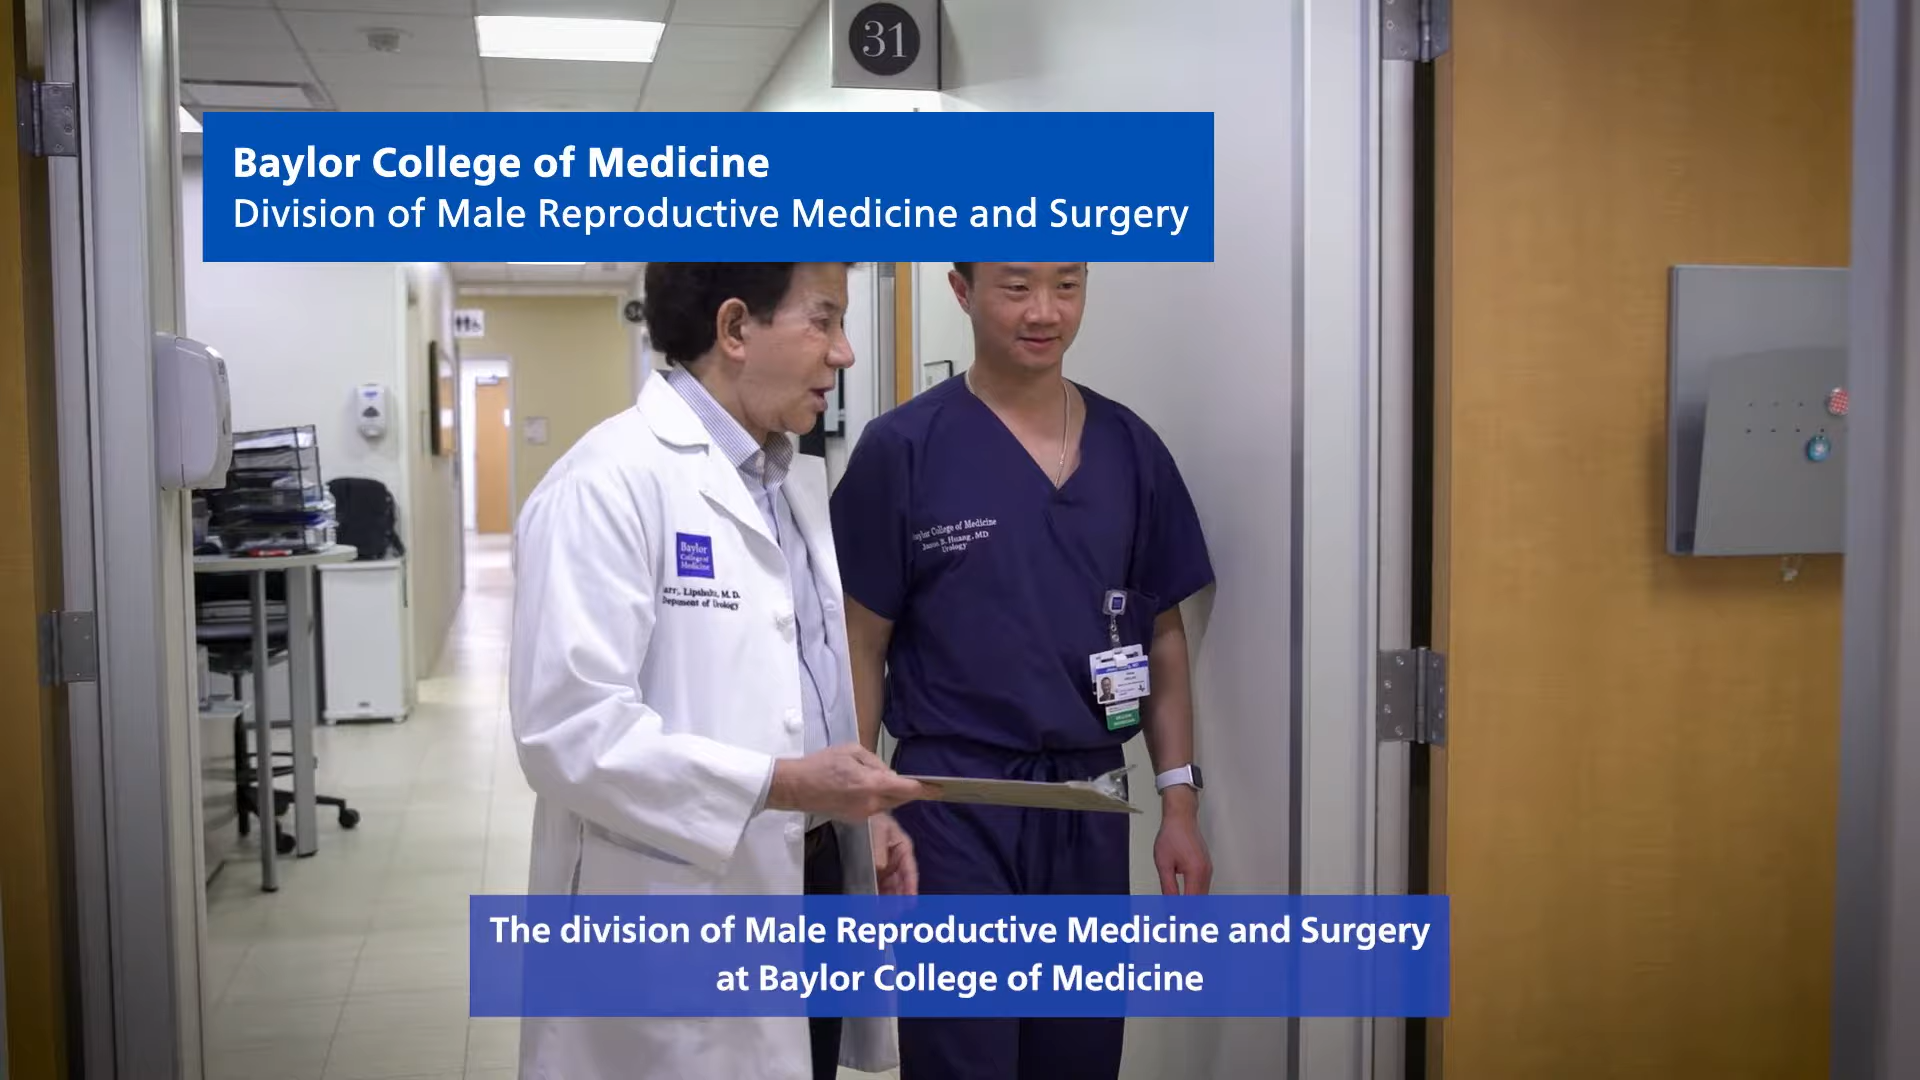 31
Baylor College of Medicine
Division of Male Reproductive Medicine and Surgery
Baylor College of Medicine
B. Huang, MD
Urology
Baylor
College of
Medicine
Lipshultz, M.D.
Department of Urology
The division of Male Reproductive Medicine and Surgery
at Baylor College of Medicine